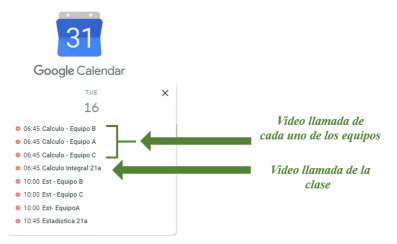 31
Google Calendar
TUE
16
06:45 Calculo - Equipo B
06:45 Calculo - Equipo A
06:45 Calculo - Equipo C
06:45 Calculo Integral 21a
10:00 Est - Equipo B
10:00 Est - Equipo C
10:00 Est- EquipoA
10:45 Estadistica 21a
Video llamada de
cada uno de los equipos
Video llamada de la
clase